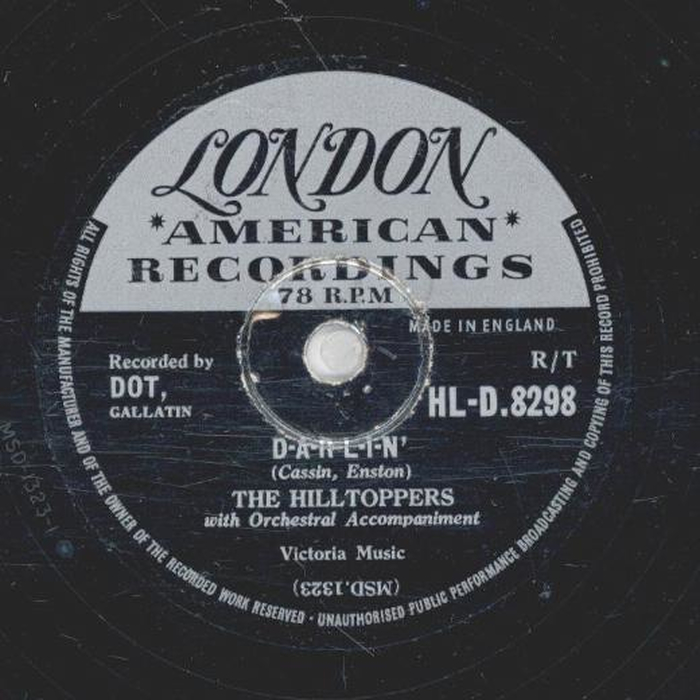 LONDON
*AMERICAN*
RECORDINGS
78 R.P.M
MADE IN ENGLAND
Recorded by
DOT,
GALLATIN
R/T
HL-D.8298
D-A-R-L-I-N'
(Cassin, Enston)
THE HILLTOPPERS
with Orchestral Accompaniment
Victoria Music
(MSD.1323)
ALL RIGHTS OF THE MANUFACTURER AND OF THE OWNER OF THE RECORDED WORK RESERVED · UNAUTHORISED PUBLIC PERFORMANCE BROADCASTING AND COPYING OF THIS RECORD PROHIBITED
MSD-1323-1